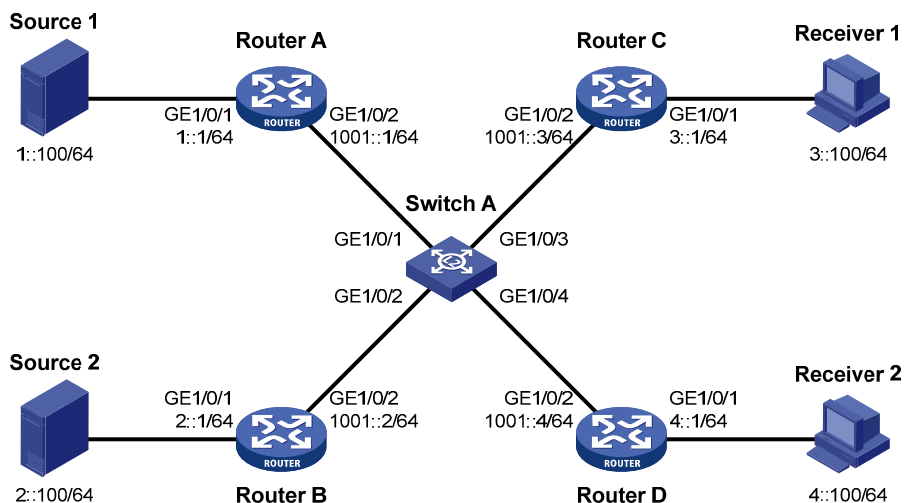 Source 1
Router A
Router C
Receiver 1
GE1/0/1
1::1/64
ROUTER
GE1/0/2
1001::1/64
GE1/0/2
1001::3/64
ROUTER
GE1/0/1
3::1/64
1::100/64
3::100/64
Switch A
GE1/0/1
GE1/0/3
GE1/0/2
GE1/0/4
Source 2
Receiver 2
GE1/0/1
2::1/64
ROUTER
GE1/0/2
1001::2/64
GE1/0/2
1001::4/64
ROUTER
GE1/0/1
4::1/64
2::100/64
Router B
Router D
4::100/64